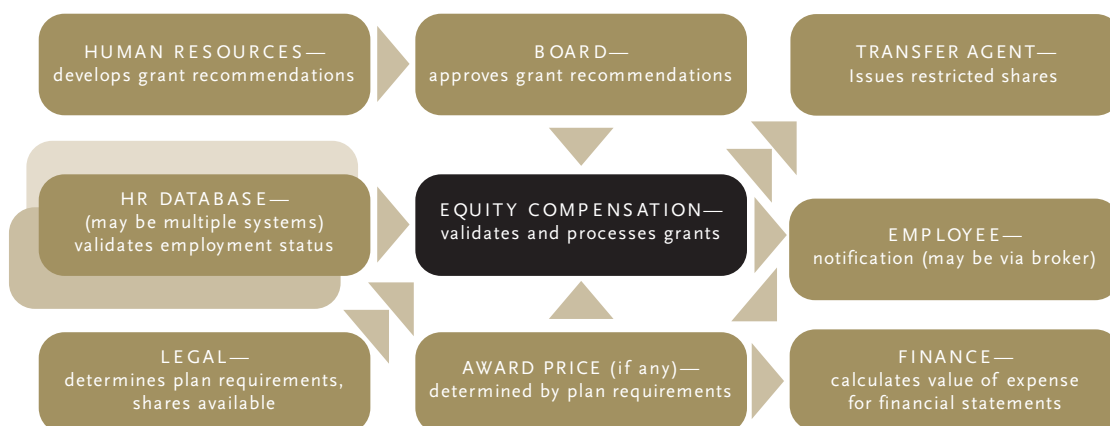 HUMAN RESOURCES—
develops grant recommendations
BOARD—
approves grant recommendations
TRANSFER AGENT—
Issues restricted shares
HR DATABASE—
(may be multiple systems)
validates employment status
EQUITY COMPENSATION—
validates and processes grants
EMPLOYEE—
notification (may be via broker)
LEGAL—
determines plan requirements,
shares available
AWARD PRICE (if any)—
determined by plan requirements
FINANCE—
calculates value of expense
for financial statements